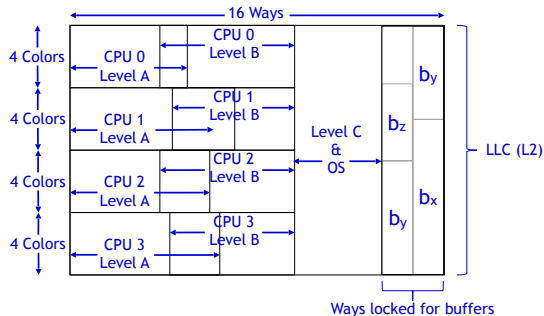 16 Ways
4 Colors
CPU 0
Level A
CPU 0
Level B
4 Colors
CPU 1
Level A
CPU 1
Level B
4 Colors
CPU 2
Level A
CPU 2
Level B
4 Colors
CPU 3
Level A
CPU 3
Level B
Level C
&
OS
by
bz
by
bx
LLC (L2)
Ways locked for buffers